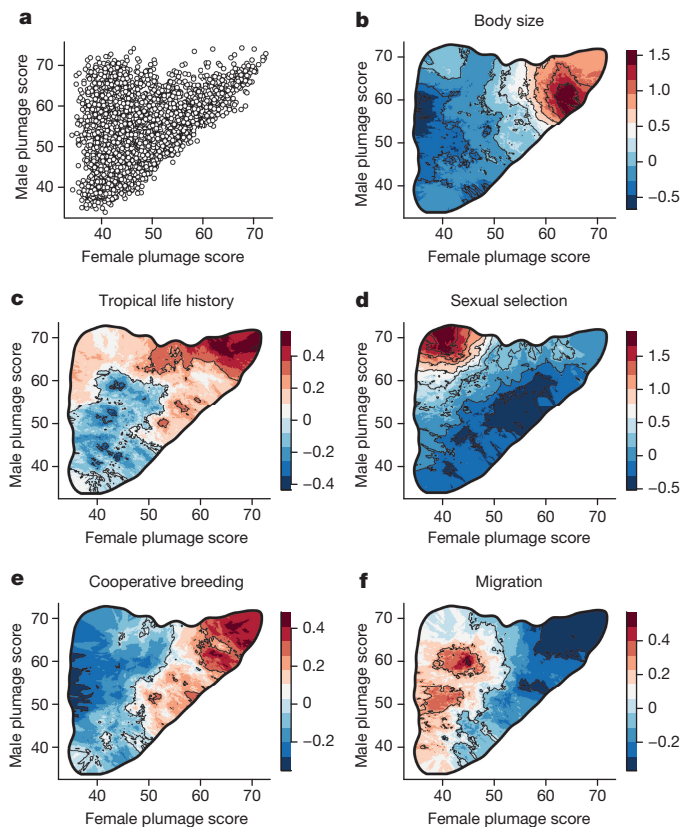 a
Male plumage score
70
60
50
40
40 50 60 70
Female plumage score
b Body size
Male plumage score
70
60
50
40
40 50 60 70
Female plumage score
1.5
1.0
0.5
0
−0.5
c Tropical life history
Male plumage score
70
60
50
40
40 50 60 70
Female plumage score
0.4
0.2
0
−0.2
−0.4
d Sexual selection
Male plumage score
70
60
50
40
40 50 60 70
Female plumage score
1.5
1.0
0.5
0
−0.5
e Cooperative breeding
Male plumage score
70
60
50
40
40 50 60 70
Female plumage score
0.4
0.2
0
−0.2
f Migration
Male plumage score
70
60
50
40
40 50 60 70
Female plumage score
0.4
0.2
0
−0.2